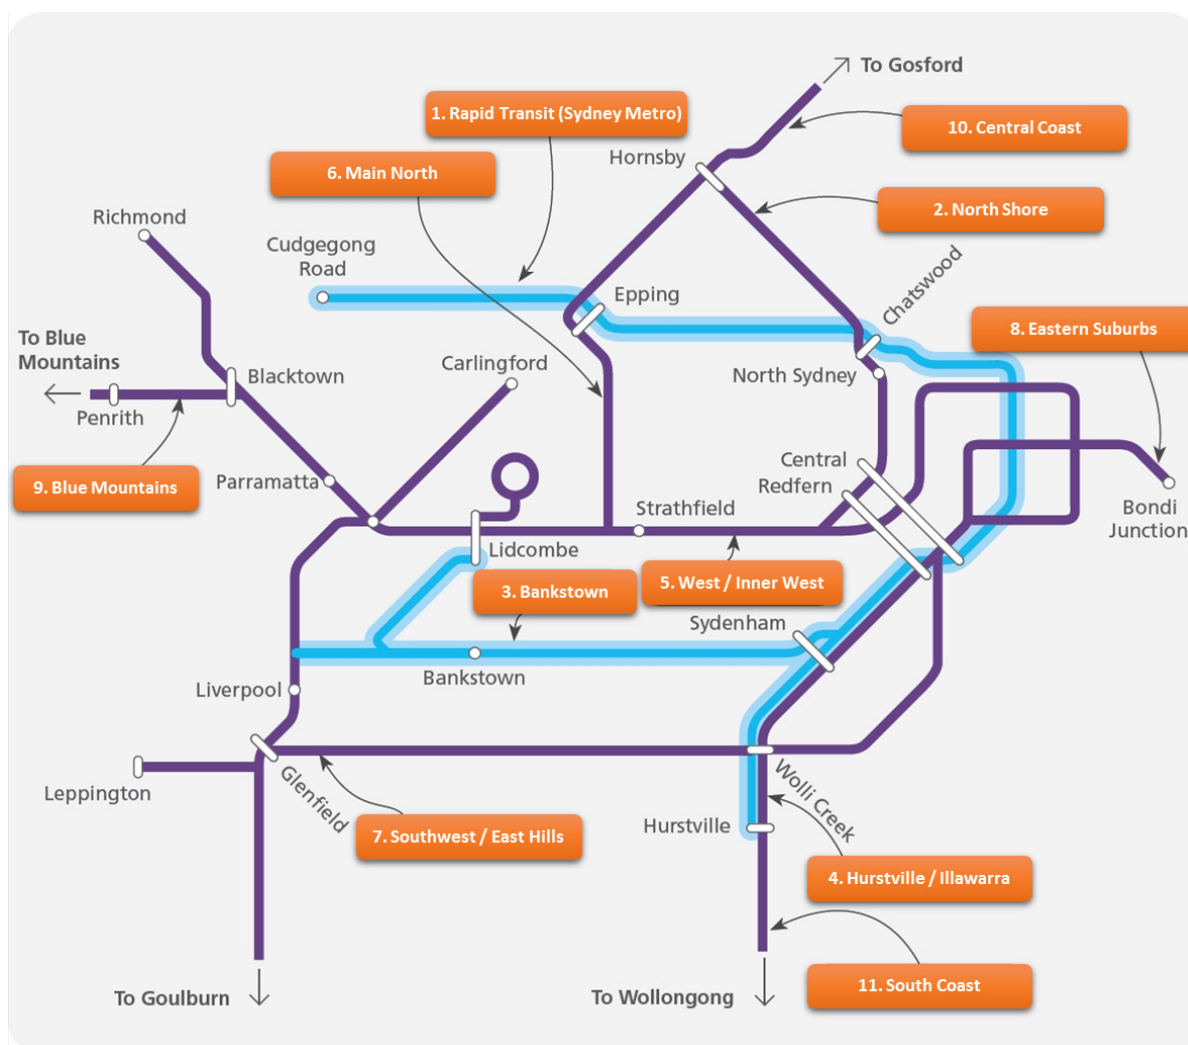 To Gosford
1. Rapid Transit (Sydney Metro)
10. Central Coast
Hornsby
6. Main North
2. North Shore
Richmond
Cudgegong
Road
Chatswood
Epping
8. Eastern Suburbs
To Blue
Mountains
Blacktown
Carlingford
North Sydney
Penrith
9. Blue Mountains
Parramatta
Central
Redfern
Strathfield
Bondi
Junction
Lidcombe
3. Bankstown
5. West / Inner West
Sydenham
Bankstown
Liverpool
Leppington
Glenfield
Wolli Creek
7. Southwest / East Hills
Hurstville
4. Hurstville / Illawarra
11. South Coast
To Goulburn
To Wollongong